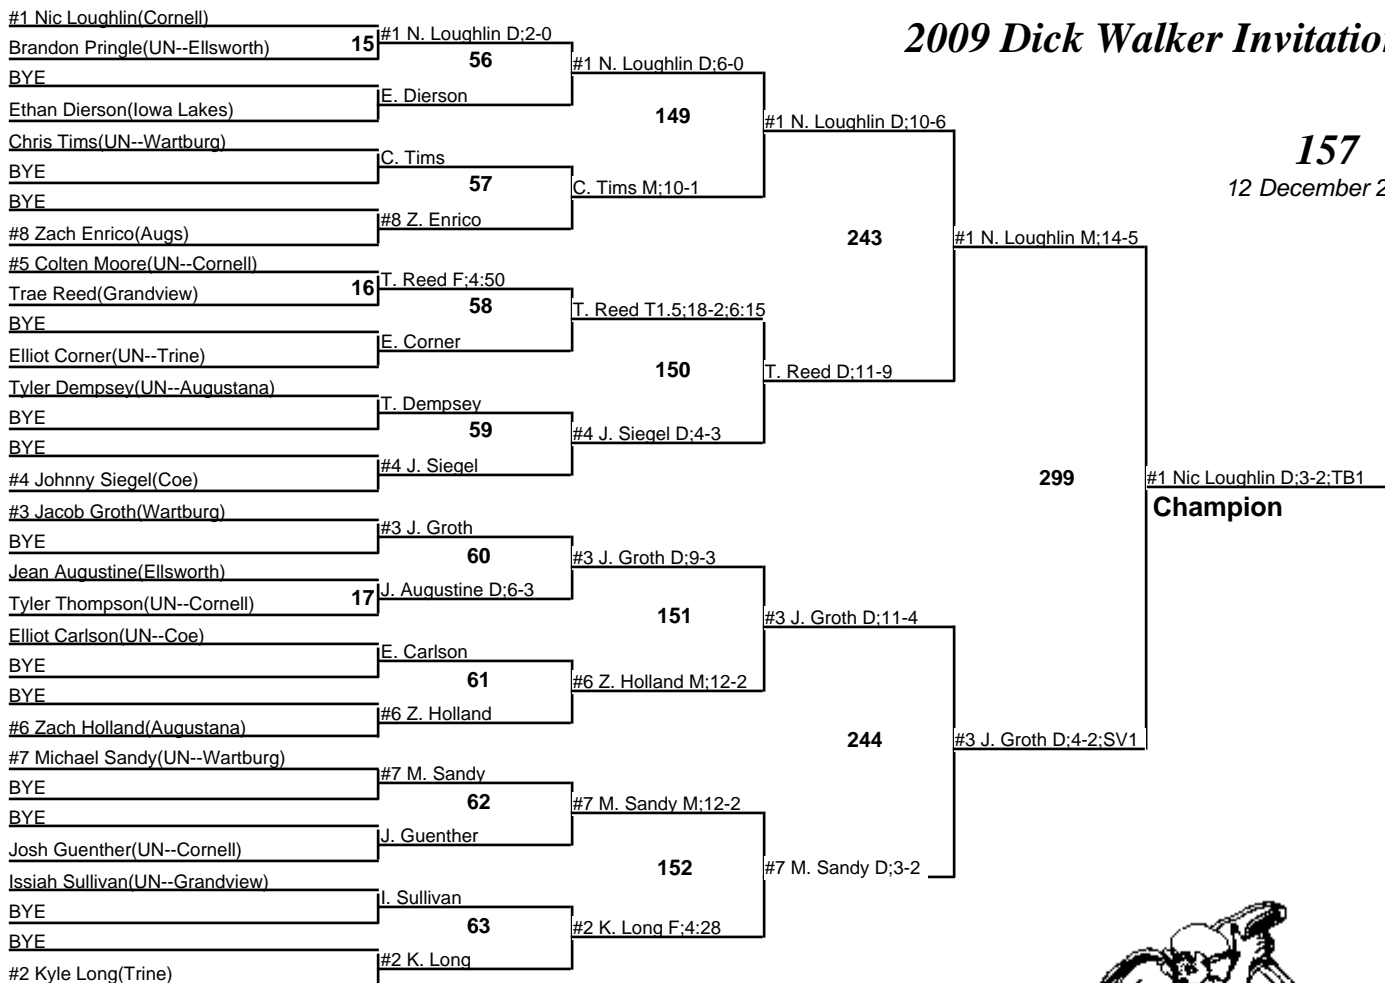 2009 Dick Walker Invitation
157
12 December 2
#1 Nic Loughlin(Cornell)
Brandon Pringle(UN--Ellsworth)
BYE
Ethan Dierson(Iowa Lakes)
Chris Tims(UN--Wartburg)
BYE
BYE
#8 Zach Enrico(Augs)
#5 Colten Moore(UN--Cornell)
Trae Reed(Grandview)
BYE
Elliot Corner(UN--Trine)
Tyler Dempsey(UN--Augustana)
BYE
BYE
#4 Johnny Siegel(Coe)
#3 Jacob Groth(Wartburg)
BYE
Jean Augustine(Ellsworth)
Tyler Thompson(UN--Cornell)
Elliot Carlson(UN--Coe)
BYE
BYE
#6 Zach Holland(Augustana)
#7 Michael Sandy(UN--Wartburg)
BYE
BYE
Josh Guenther(UN--Cornell)
Issiah Sullivan(UN--Grandview)
BYE
BYE
#2 Kyle Long(Trine)
15
16
17
#1 N. Loughlin D;2-0
56
E. Dierson
C. Tims
57
#8 Z. Enrico
T. Reed F;4:50
58
E. Corner
T. Dempsey
59
#4 J. Siegel
#3 J. Groth
60
J. Augustine D;6-3
E. Carlson
61
#6 Z. Holland
#7 M. Sandy
62
J. Guenther
I. Sullivan
63
#2 K. Long
#1 N. Loughlin D;6-0
149
C. Tims M;10-1
T. Reed T1.5;18-2;6:15
150
#4 J. Siegel D;4-3
#3 J. Groth D;9-3
151
#6 Z. Holland M;12-2
#7 M. Sandy M;12-2
152
#2 K. Long F;4:28
#1 N. Loughlin D;10-6
243
T. Reed D;11-9
#3 J. Groth D;11-4
244
#7 M. Sandy D;3-2
#1 N. Loughlin M;14-5
299
#3 J. Groth D;4-2;SV1
#1 Nic Loughlin D;3-2;TB1
Champion